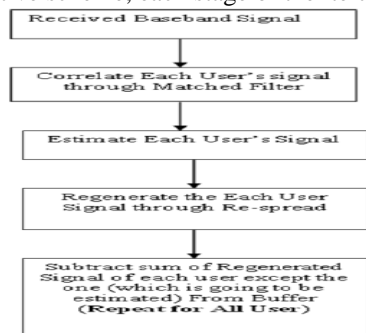 Received Baseband Signal
Correlate Each User's signal
through Matched Filter
Estimate Each User's Signal
Regenerate the Each User
Signal through Re-spread
Subtract sum of Regenerated
Signal of each user except the
one (which is going to be
estimated) From Buffer
(Repeat for All User)